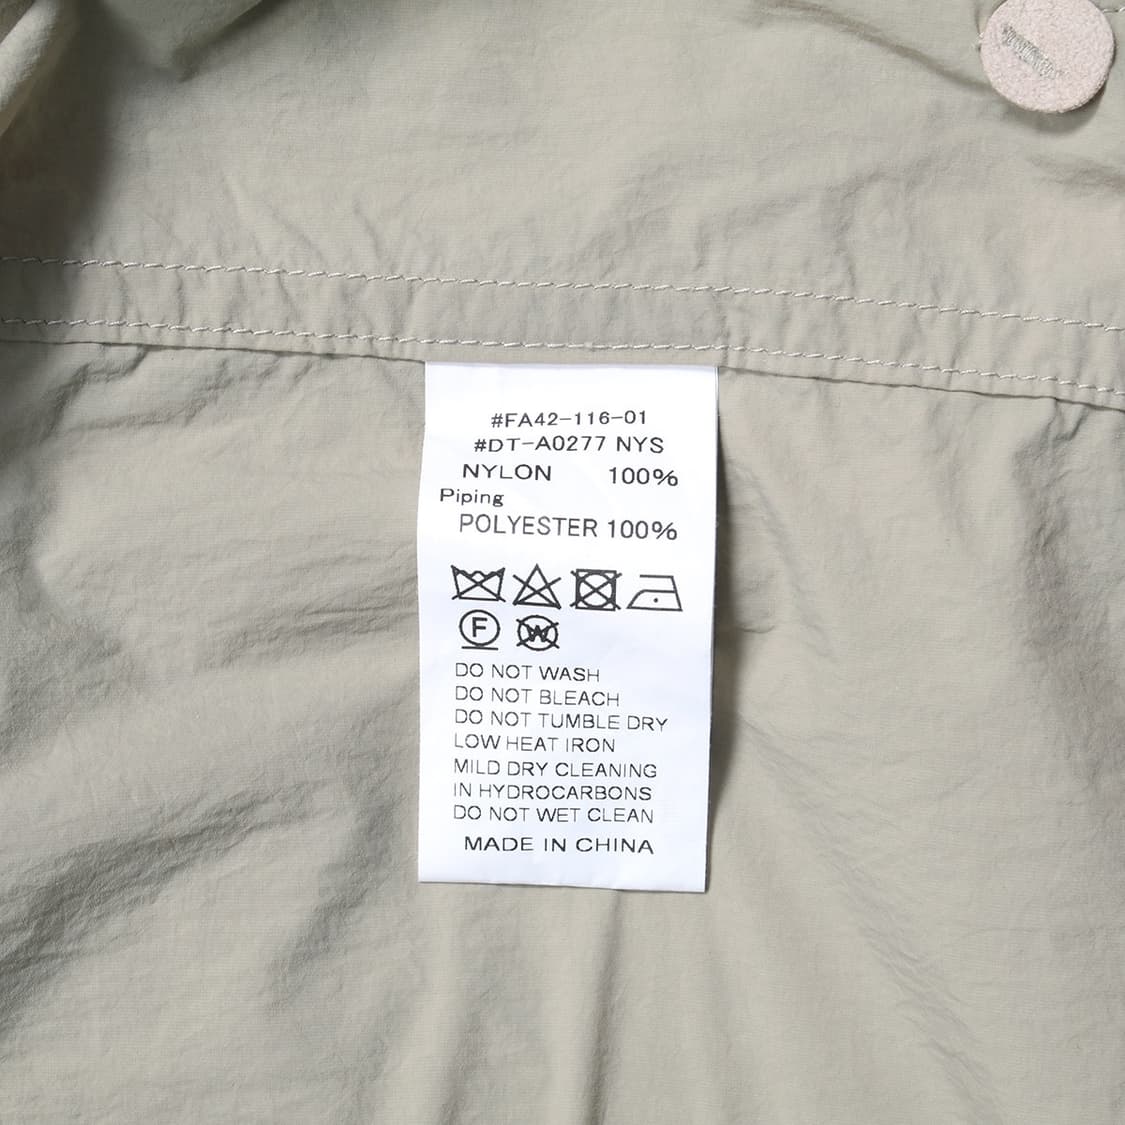 #FA42-116-01
#DT-A0277 NYS
NYLON 100%
Piping
POLYESTER 100%
F W
DO NOT WASH
DO NOT BLEACH
DO NOT TUMBLE DRY
LOW HEAT IRON
MILD DRY CLEANING
IN HYDROCARBONS
DO NOT WET CLEAN
MADE IN CHINA